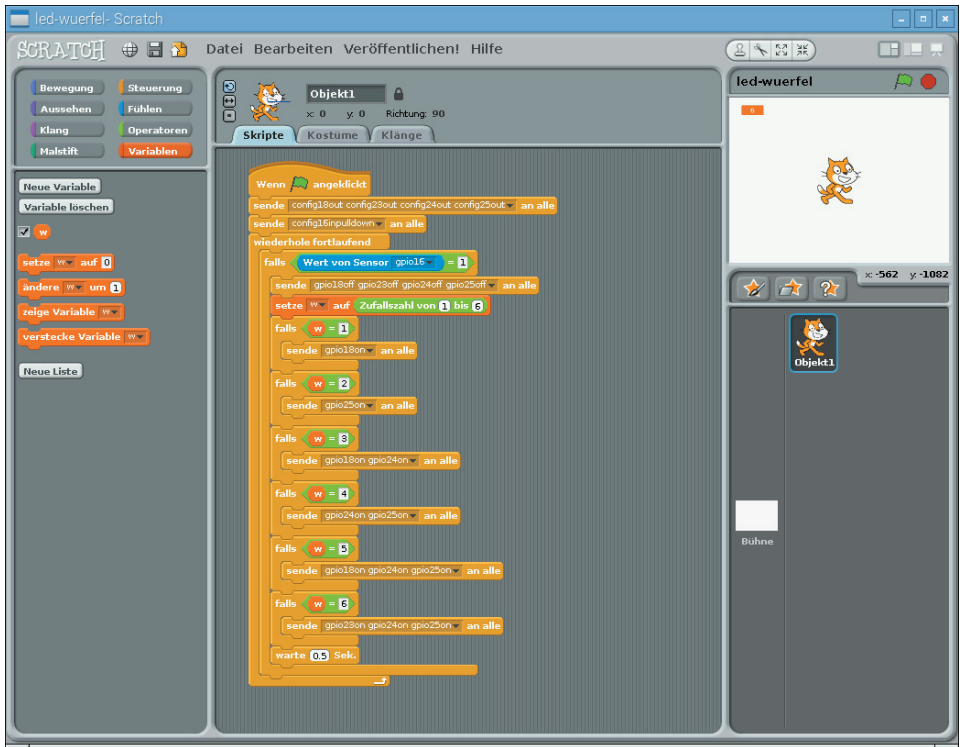 led-wuerfel- Scratch
SCRATCH Datei Bearbeiten Veröffentlichen! Hilfe
Bewegung Steuerung
Aussehen Fühlen
Klang Operatoren
Malstift Variablen
Neue Variable
Variable löschen
w
setze w auf 0
ändere w um 1
zeige Variable w
verstecke Variable w
Neue Liste
Objekt1
x: 0 y: 0 Richtung: 90
Skripte Kostüme Klänge
Wenn angeklickt
sende config18out config23out config24out config25out an alle
sende config16inpulldown an alle
wiederhole fortlaufend
falls Wert von Sensor gpio16 = 1
sende gpio18off gpio23off gpio24off gpio25off an alle
setze w auf Zufallszahl von 1 bis 6
falls w = 1
sende gpio18on an alle
falls w = 2
sende gpio25on an alle
falls w = 3
sende gpio18on gpio24on an alle
falls w = 4
sende gpio24on gpio25on an alle
falls w = 5
sende gpio18on gpio24on gpio25on an alle
falls w = 6
sende gpio23on gpio24on gpio25on an alle
warte 0.5 Sek.
led-wuerfel
6
x: -562 y: -1082
Objekt1
Bühne